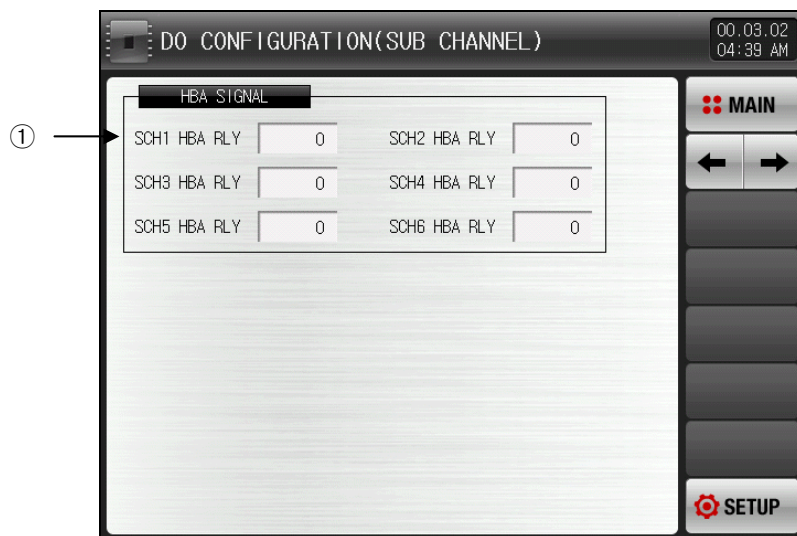 DO CONFIGURATION(SUB CHANNEL)
00.03.02
04:39 AM
HBA SIGNAL
① SCH1 HBA RLY 0 SCH2 HBA RLY 0
SCH3 HBA RLY 0 SCH4 HBA RLY 0
SCH5 HBA RLY 0 SCH6 HBA RLY 0
MAIN
SETUP